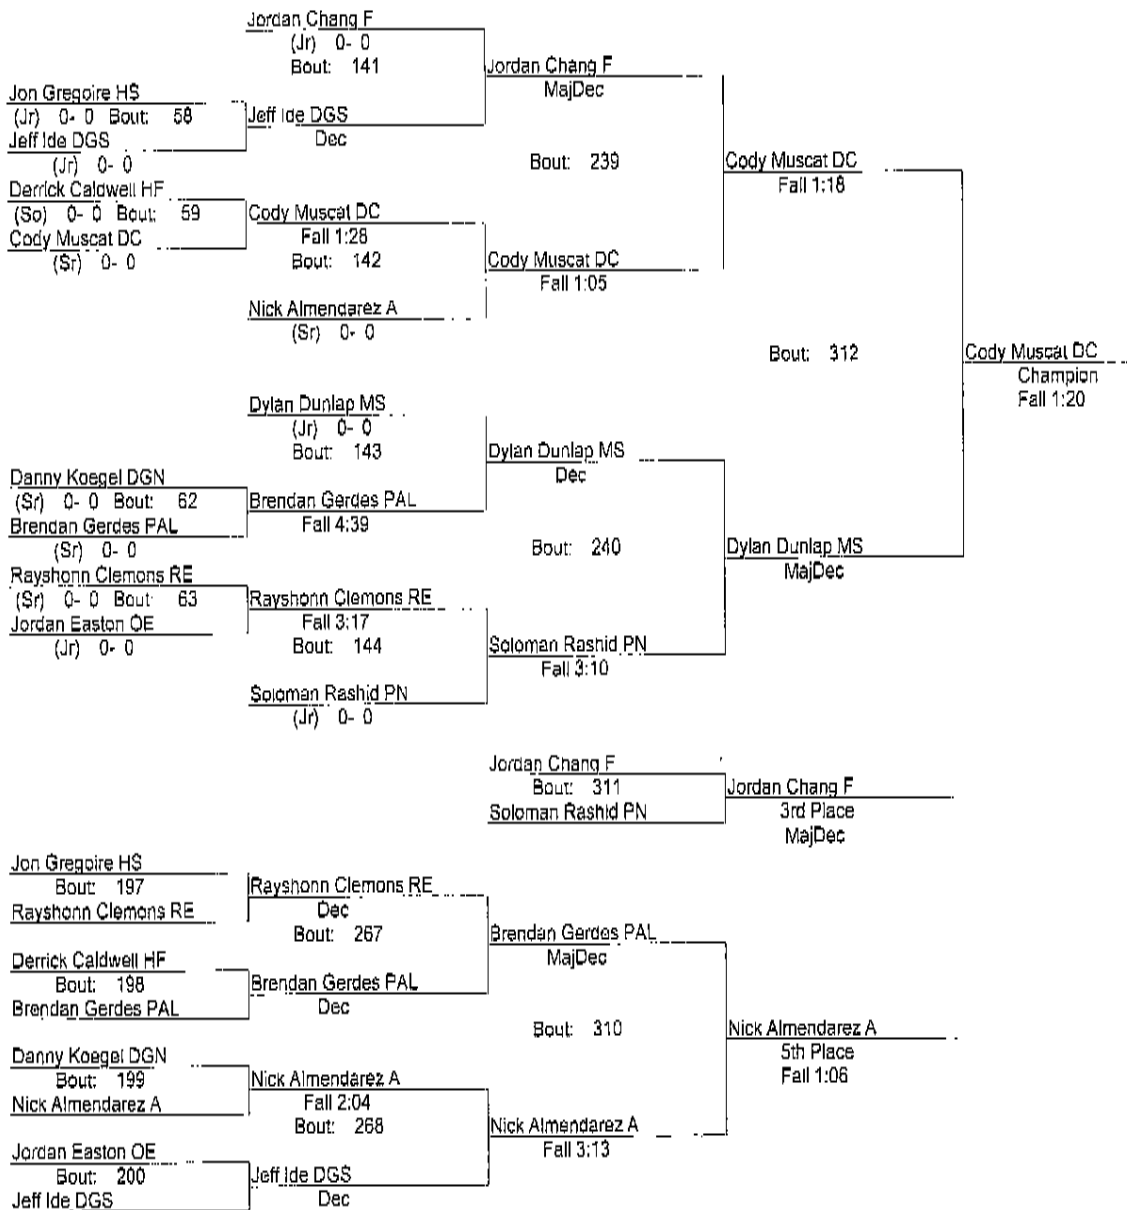 Jordan Chang F
(Jr) 0- 0
Bout: 141
Jordan Chang F
MajDec
Jon Gregoire HS
(Jr) 0- 0 Bout: 58
Jeff Ide DGS
Dec
Jeff Ide DGS
(Jr) 0- 0
Bout: 239
Cody Muscat DC
Fall 1:18
Derrick Caldwell HF
(So) 0- 0 Bout: 59
Cody Muscat DC
Fall 1:28
Cody Muscat DC
(Sr) 0- 0
Bout: 142
Cody Muscat DC
Fall 1:05
Nick Almendarez A
(Sr) 0- 0
Bout: 312
Cody Muscat DC
Champion
Fall 1:20
Dylan Dunlap MS
(Jr) 0- 0
Bout: 143
Dylan Dunlap MS
Dec
Danny Koegel DGN
(Sr) 0- 0 Bout: 62
Brendan Gerdes PAL
Fall 4:39
Brendan Gerdes PAL
(Sr) 0- 0
Bout: 240
Dylan Dunlap MS
MajDec
Rayshonn Clemons RE
(Sr) 0- 0 Bout: 63
Rayshonn Clemons RE
Fall 3:17
Jordan Easton OE
(Jr) 0- 0
Bout: 144
Soloman Rashid PN
Fall 3:10
Soloman Rashid PN
(Jr) 0- 0
Jordan Chang F
Bout: 311
Jordan Chang F
3rd Place
MajDec
Soloman Rashid PN
Jon Gregoire HS
Bout: 197
Rayshonn Clemons RE
Dec
Rayshonn Clemons RE
Bout: 267
Brendan Gerdes PAL
MajDec
Derrick Caldwell HF
Bout: 198
Brendan Gerdes PAL
Dec
Brendan Gerdes PAL
Bout: 310
Nick Almendarez A
5th Place
Fall 1:06
Danny Koegel DGN
Bout: 199
Nick Almendarez A
Fall 2:04
Nick Almendarez A
Bout: 268
Nick Almendarez A
Fall 3:13
Jordan Easton OE
Bout: 200
Jeff Ide DGS
Dec
Jeff Ide DGS